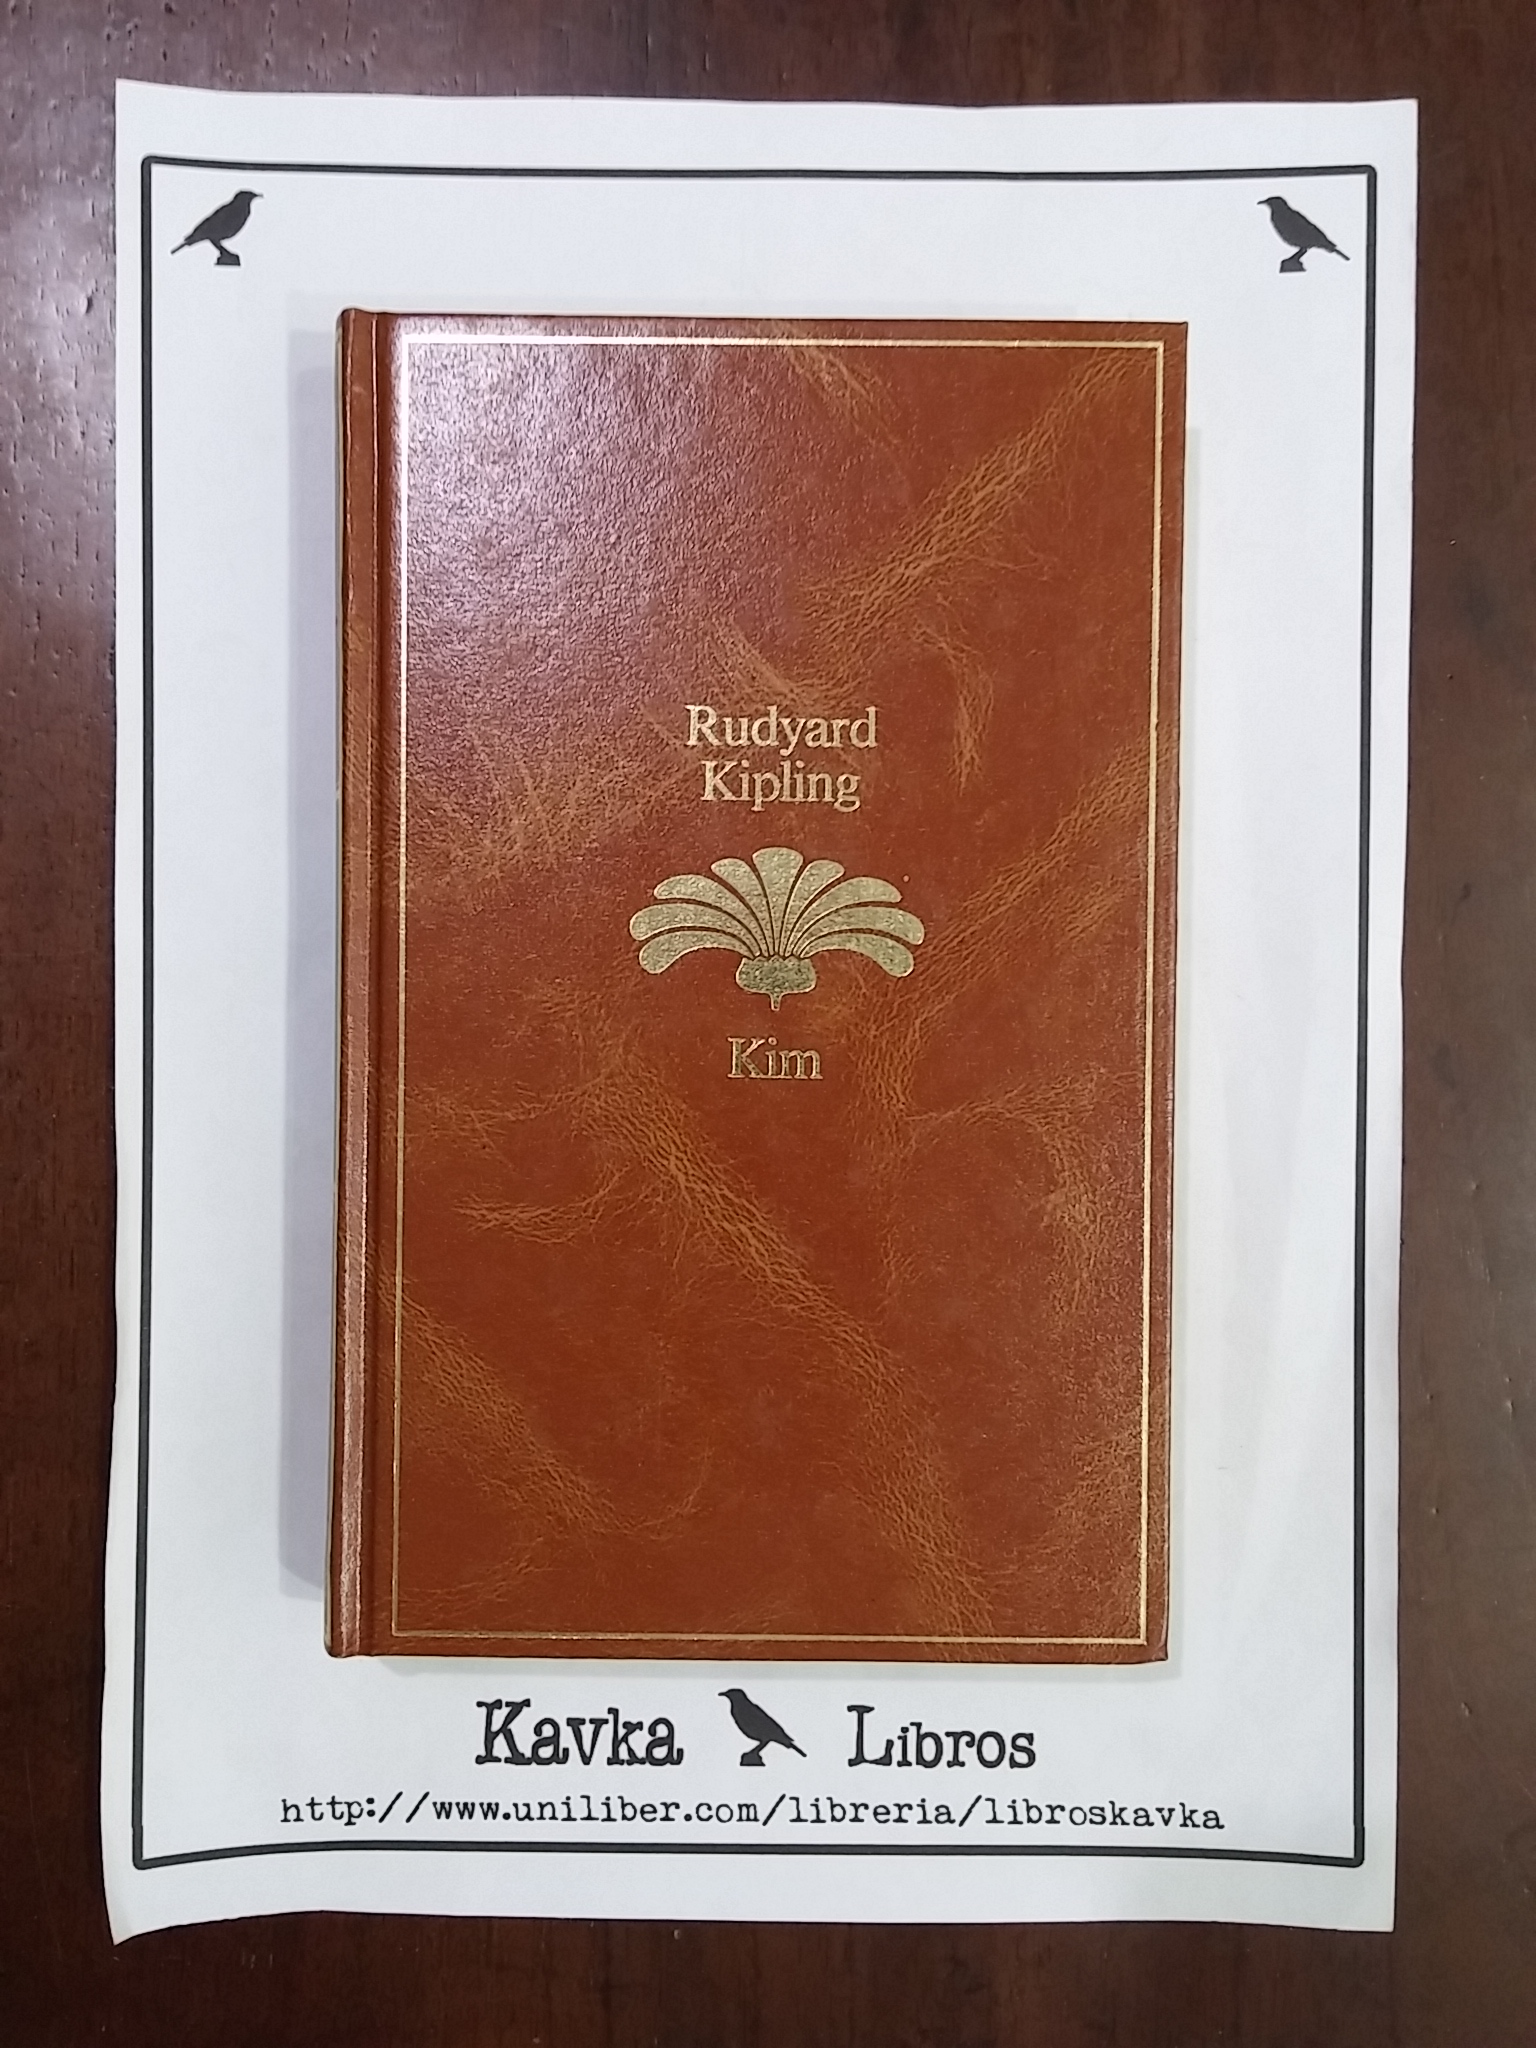 Rudyard
Kipling
Kim
Kavka Libros
http://www.uniliber.com/libreria/libroskavka